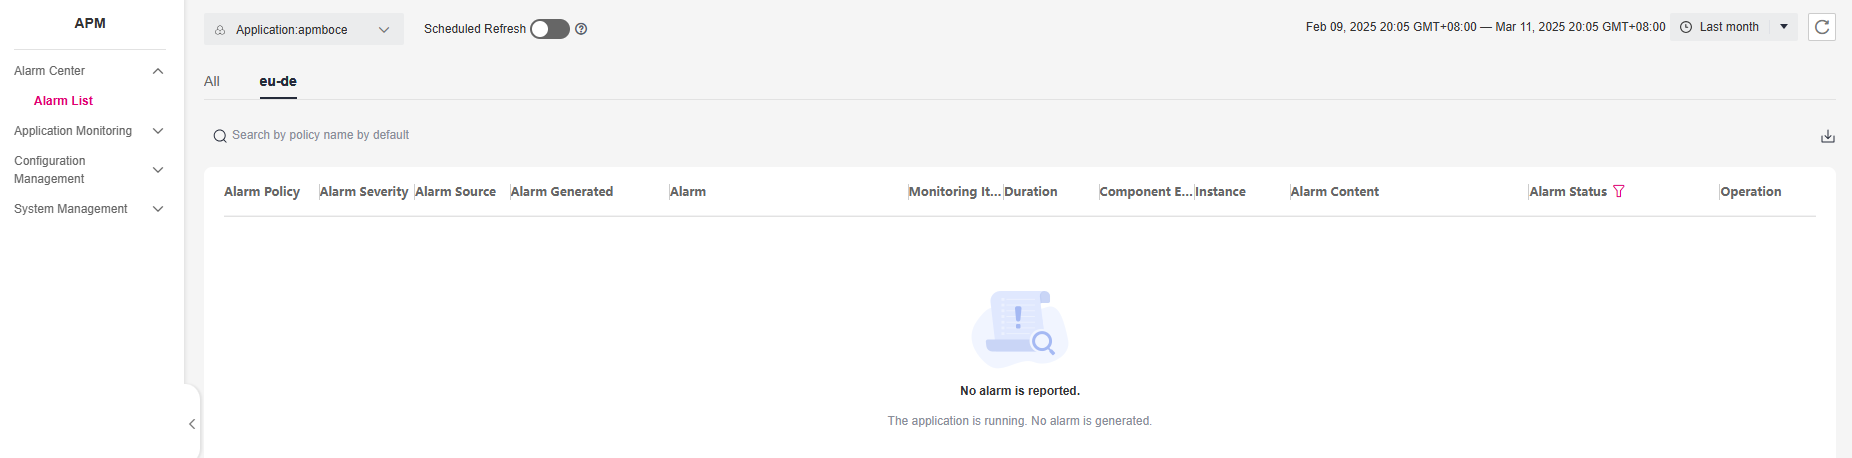 APM
Alarm Center
Alarm List
Application Monitoring
Configuration
Management
System Management
Application:apmboce
Scheduled Refresh
Feb 09, 2025 20:05 GMT+08:00 — Mar 11, 2025 20:05 GMT+08:00
Last month
All
eu-de
Search by policy name by default
Alarm Policy Alarm Severity Alarm Source Alarm Generated Alarm Monitoring It... Duration Component E... Instance Alarm Content Alarm Status Operation
No alarm is reported.
The application is running. No alarm is generated.